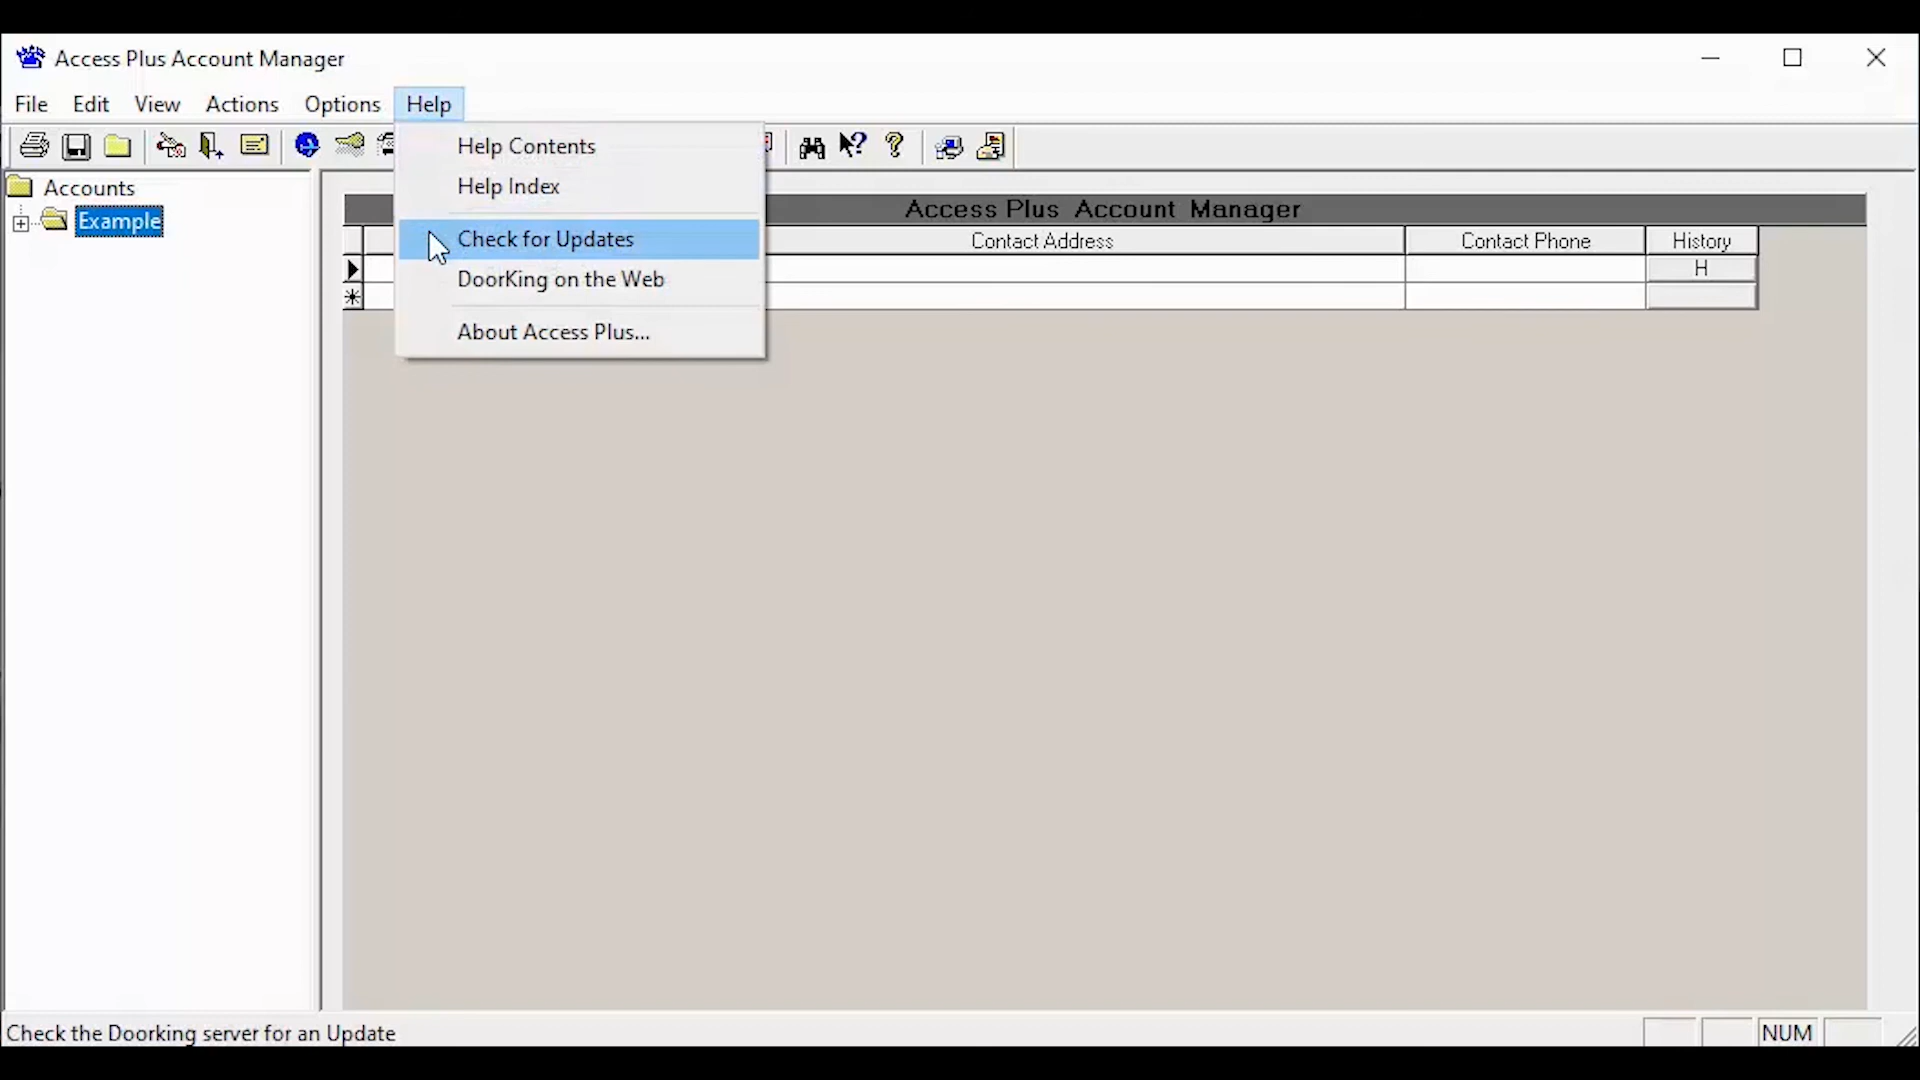 Access Plus Account Manager
File Edit View Actions Options Help
Help Contents
Help Index
Check for Updates
DoorKing on the Web
About Access Plus...
Accounts
Example
Access Plus Account Manager
Contact Address Contact Phone History
H
Check the Doorking server for an Update
NUM